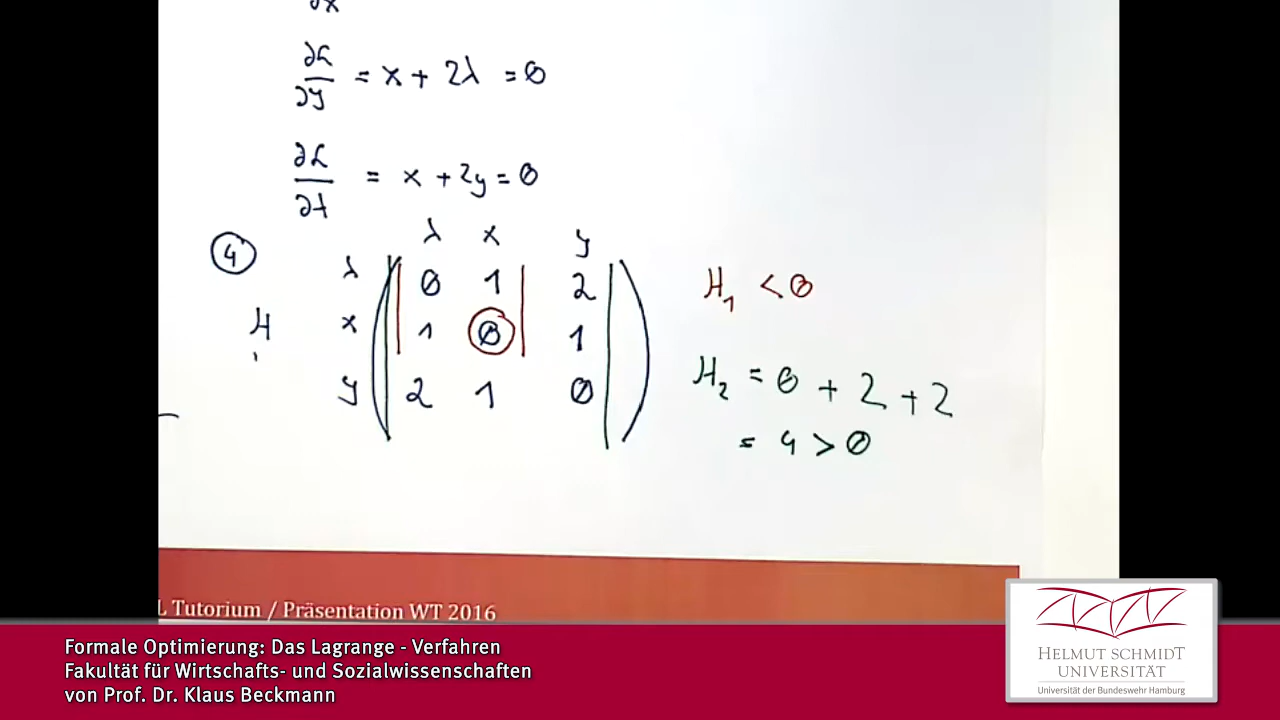 ∂x
∂L/∂y = x + 2λ = 0
∂L/∂λ = x + 2y = 0
④
λ x y
λ 0 1 2
H x 1 0 1
y 2 1 0
H₁ < 0
H₂ = 0 + 2 + 2
= 4 > 0
L Tutorium / Präsentation WT 2016
Formale Optimierung: Das Lagrange - Verfahren
Fakultät für Wirtschafts- und Sozialwissenschaften
von Prof. Dr. Klaus Beckmann
HELMUT SCHMIDT
UNIVERSITÄT
Universität der Bundeswehr Hamburg